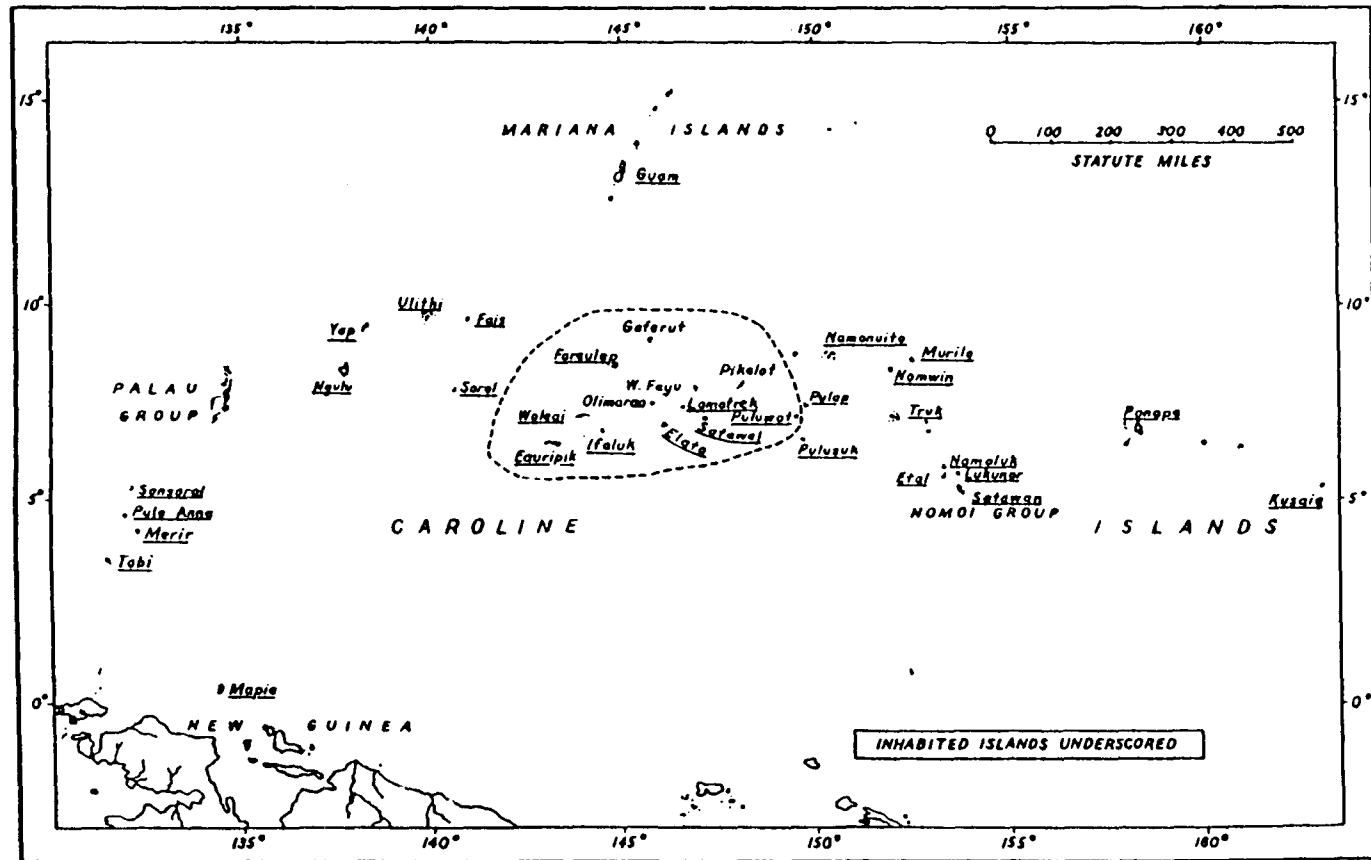 135° 140° 145° 150° 155° 160°
15° 15°
MARIANA ISLANDS
0 100 200 300 400 500
STATUTE MILES
Guam
10° 10°
Ulithi
Fais
Yap
Gaferut
Namonuito
Murilo
Faraulep
Pikelot
Nomwin
PALAU
GROUP
Ngulu
Sorol
W. Fayu
Olimarao
Lamotrek
Pulap
Woleai
Puluwat
Truk
Ponape
Satawal
Elato
Ifaluk
Eauripik
Pulusuk
Namoluk
Etal
Lukunor
Satawan
NOMOI GROUP
Kusaie
Sonsorol
5° 5°
Pulo Anna
Merir
CAROLINE ISLANDS
Tobi
Mapia
0° 0°
NEW GUINEA
INHABITED ISLANDS UNDERSCORED
135° 140° 145° 150° 155° 160°